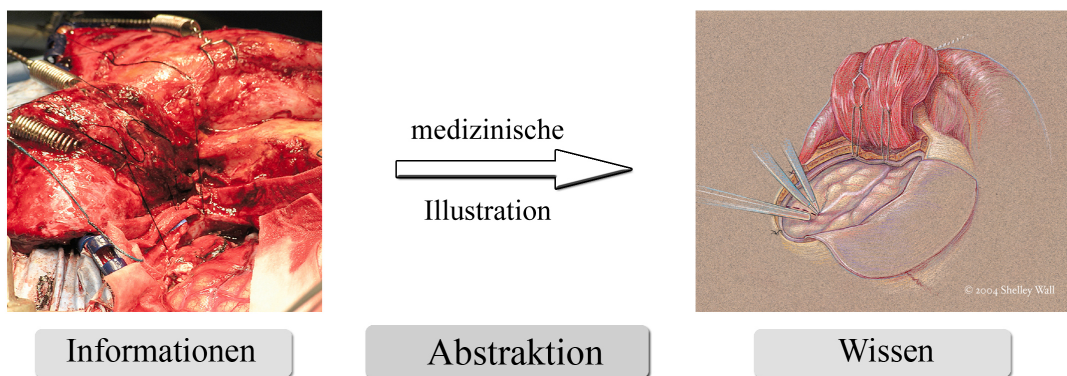 medizinische
Illustration
© 2004 Shelley Wall
Informationen
Abstraktion
Wissen